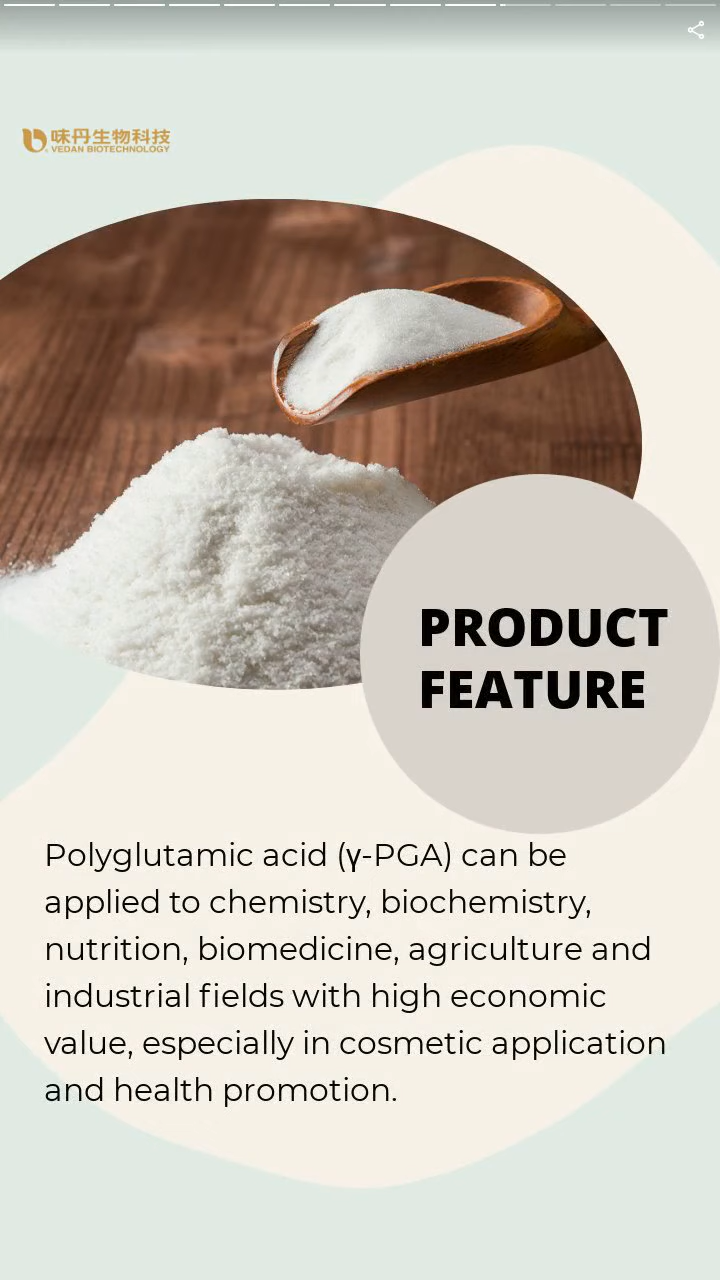 味丹生物科技
VEDAN BIOTECHNOLOGY
PRODUCT
FEATURE
Polyglutamic acid (γ-PGA) can be
applied to chemistry, biochemistry,
nutrition, biomedicine, agriculture and
industrial fields with high economic
value, especially in cosmetic application
and health promotion.